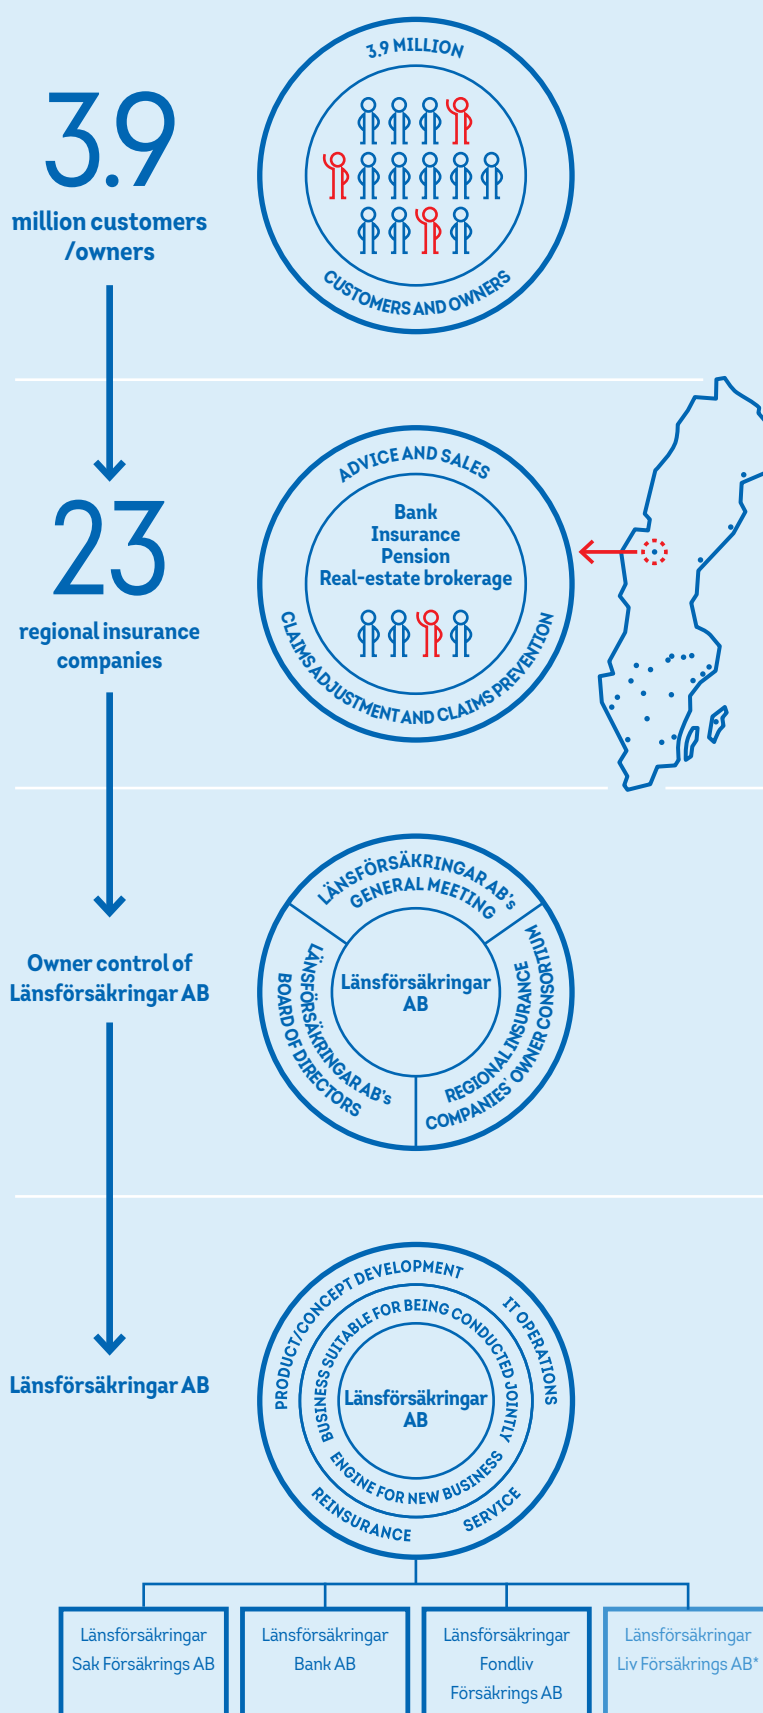 3.9
million customers
/owners
3.9 MILLION
CUSTOMERS AND OWNERS
23
regional insurance
companies
ADVICE AND SALES
Bank
Insurance
Pension
Real-estate brokerage
CLAIMS ADJUSTMENT AND CLAIMS PREVENTION
Owner control of
Länsförsäkringar AB
LÄNSFÖRSÄKRINGAR AB's
GENERAL MEETING
LÄNSFÖRSÄKRINGAR AB's
BOARD OF DIRECTORS
Länsförsäkringar
AB
REGIONAL INSURANCE
COMPANIES' OWNER CONSORTIUM
Länsförsäkringar AB
PRODUCT/CONCEPT DEVELOPMENT
IT OPERATIONS
BUSINESS SUITABLE FOR BEING CONDUCTED JOINTLY
Länsförsäkringar
AB
ENGINE FOR NEW BUSINESS
REINSURANCE
SERVICE
Länsförsäkringar
Sak Försäkrings AB
Länsförsäkringar
Bank AB
Länsförsäkringar
Fondliv
Försäkrings AB
Länsförsäkringar
Liv Försäkrings AB*